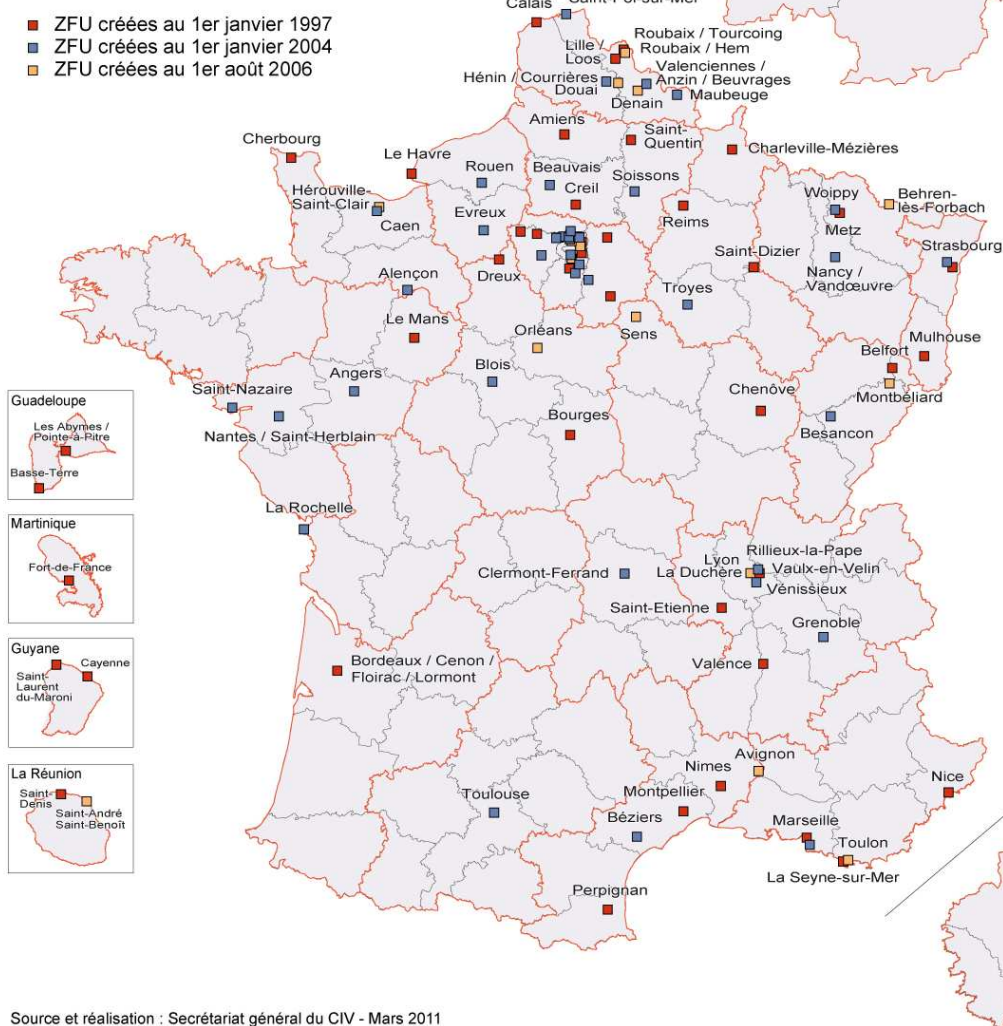 Calais
Saint-Pol-sur-Mer
ZFU créées au 1er janvier 1997
ZFU créées au 1er janvier 2004
ZFU créées au 1er août 2006
Roubaix / Tourcoing
Roubaix / Hem
Lille /
Loos
Valenciennes /
Anzin / Beuvrages
Hénin / Courrières
Douai
Denain
Maubeuge
Amiens
Saint-
Quentin
Charleville-Mézières
Cherbourg
Le Havre
Rouen
Beauvais
Soissons
Creil
Hérouville-
Saint-Clair
Caen
Evreux
Reims
Woippy
Metz
Behren-
lès-Forbach
Strasbourg
Saint-Dizier
Nancy /
Vandœuvre
Dreux
Alençon
Troyes
Le Mans
Orléans
Sens
Mulhouse
Belfort
Montbéliard
Blois
Angers
Saint-Nazaire
Nantes / Saint-Herblain
Bourges
Chenôve
Besancon
Guadeloupe
Les Abymes /
Pointe-à-Pitre
Basse-Terre
La Rochelle
Martinique
Fort-de-France
Clermont-Ferrand
Lyon
La Duchère
Rillieux-la-Pape
Vaulx-en-Velin
Vénissieux
Saint-Etienne
Grenoble
Guyane
Cayenne
Saint-
Laurent
du-Maroni
Bordeaux / Cenon /
Floirac / Lormont
Valence
La Réunion
Saint-
Denis
Saint-André
Saint-Benoît
Avignon
Nimes
Montpellier
Nice
Toulouse
Béziers
Marseille
Toulon
La Seyne-sur-Mer
Perpignan
Source et réalisation : Secrétariat général du CIV - Mars 2011